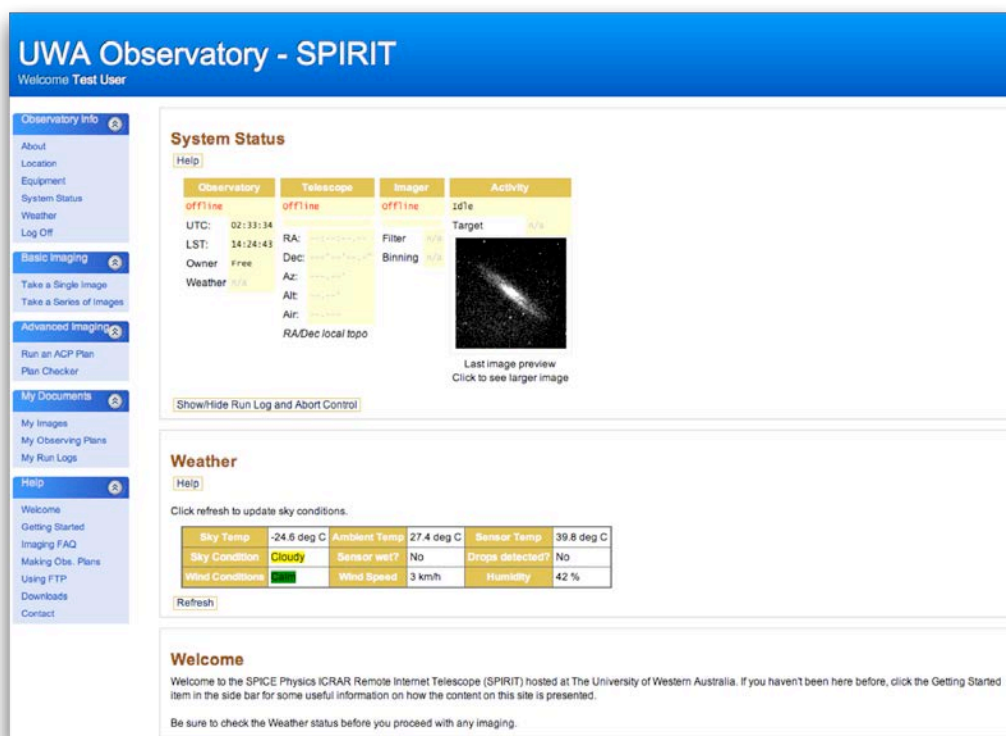 UWA Observatory - SPIRIT
Welcome Test User
Observatory Info
About
Location
Equipment
System Status
Weather
Log Off
Basic Imaging
Take a Single Image
Take a Series of Images
Advanced Imaging
Run an ACP Plan
Plan Checker
My Documents
My Images
My Observing Plans
My Run Logs
Help
Welcome
Getting Started
Imaging FAQ
Making Obs. Plans
Using FTP
Downloads
Contact
System Status
Help
Observatory Telescope Imager Activity
Offline Offline Offline Idle
UTC: 02:33:34
LST: 14:24:43
Owner Free
Weather n/a
RA: --:--:--.--
Dec: ---°--'--.-"
Az: ---.--°
Alt: --.--°
Air: --.---
RA/Dec local topo
Filter n/a
Binning n/a
Target n/a
Last image preview
Click to see larger image
Show/Hide Run Log and Abort Control
Weather
Help
Click refresh to update sky conditions.
Sky Temp -24.6 deg C Ambient Temp 27.4 deg C Sensor Temp 39.8 deg C
Sky Condition Cloudy Sensor wet? No Drops detected? No
Wind Conditions Calm Wind Speed 3 km/h Humidity 42 %
Refresh
Welcome
Welcome to the SPICE Physics ICRAR Remote Internet Telescope (SPIRIT) hosted at The University of Western Australia. If you haven't been here before, click the Getting Started
item in the side bar for some useful information on how the content on this site is presented.
Be sure to check the Weather status before you proceed with any imaging.